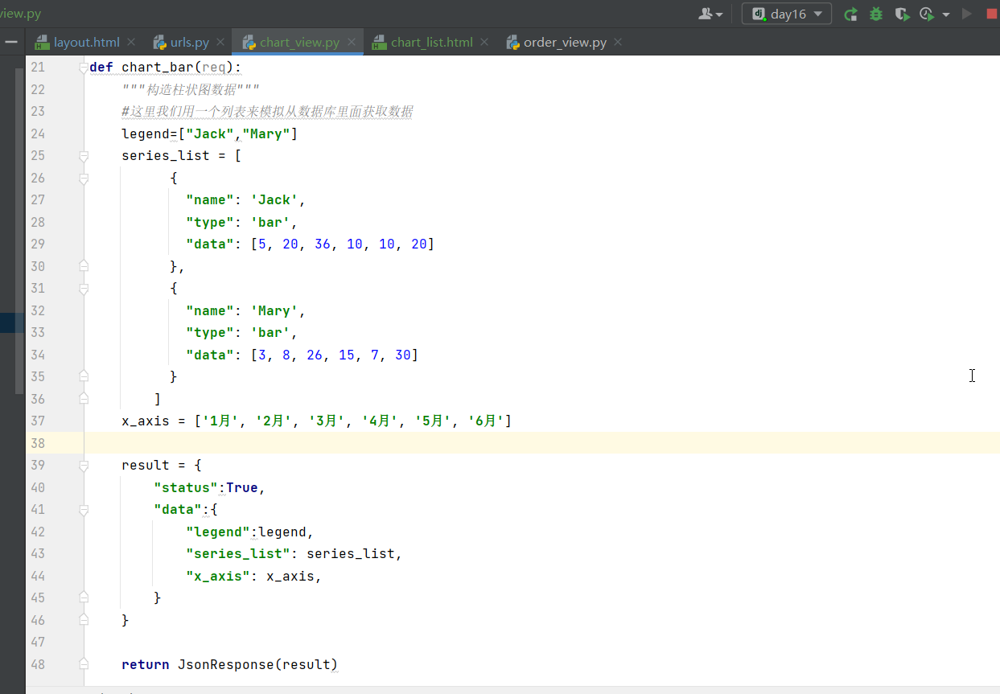 view.py
day16
layout.html
urls.py
chart_view.py
chart_list.html
order_view.py
21 def chart_bar(req):
22 """构造柱状图数据"""
23 #这里我们用一个列表来模拟从数据库里面获取数据
24 legend=["Jack","Mary"]
25 series_list = [
26 {
27 "name": 'Jack',
28 "type": 'bar',
29 "data": [5, 20, 36, 10, 10, 20]
30 },
31 {
32 "name": 'Mary',
33 "type": 'bar',
34 "data": [3, 8, 26, 15, 7, 30]
35 }
36 ]
37 x_axis = ['1月', '2月', '3月', '4月', '5月', '6月']
38
39 result = {
40 "status":True,
41 "data":{
42 "legend":legend,
43 "series_list": series_list,
44 "x_axis": x_axis,
45 }
46 }
47
48 return JsonResponse(result)